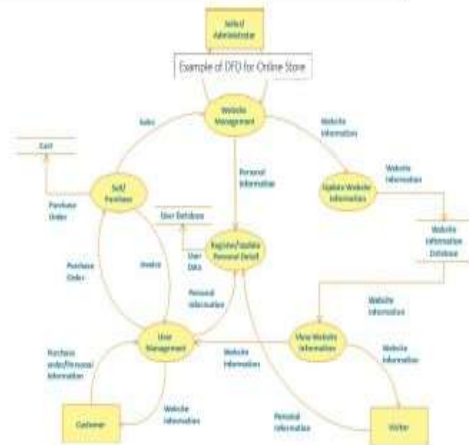 Seller/
Administrator
Example of DFD for Online Store
Website
Management
Sales
Website
Information
Cart
Personal
Information
Website
Information
Sell/
Purchase
Update Website
Information
Purchase
Order
User Database
Register/Update
Personal Detail
Website
Information
Database
User
Data
Purchase
Order
Invoice
Personal
Information
Website
Information
User
Management
View Website
Information
Website
Information
Website
Information
Purchase
order/Personal
Information
Website
Information
Personal
Information
Customer
Visitor